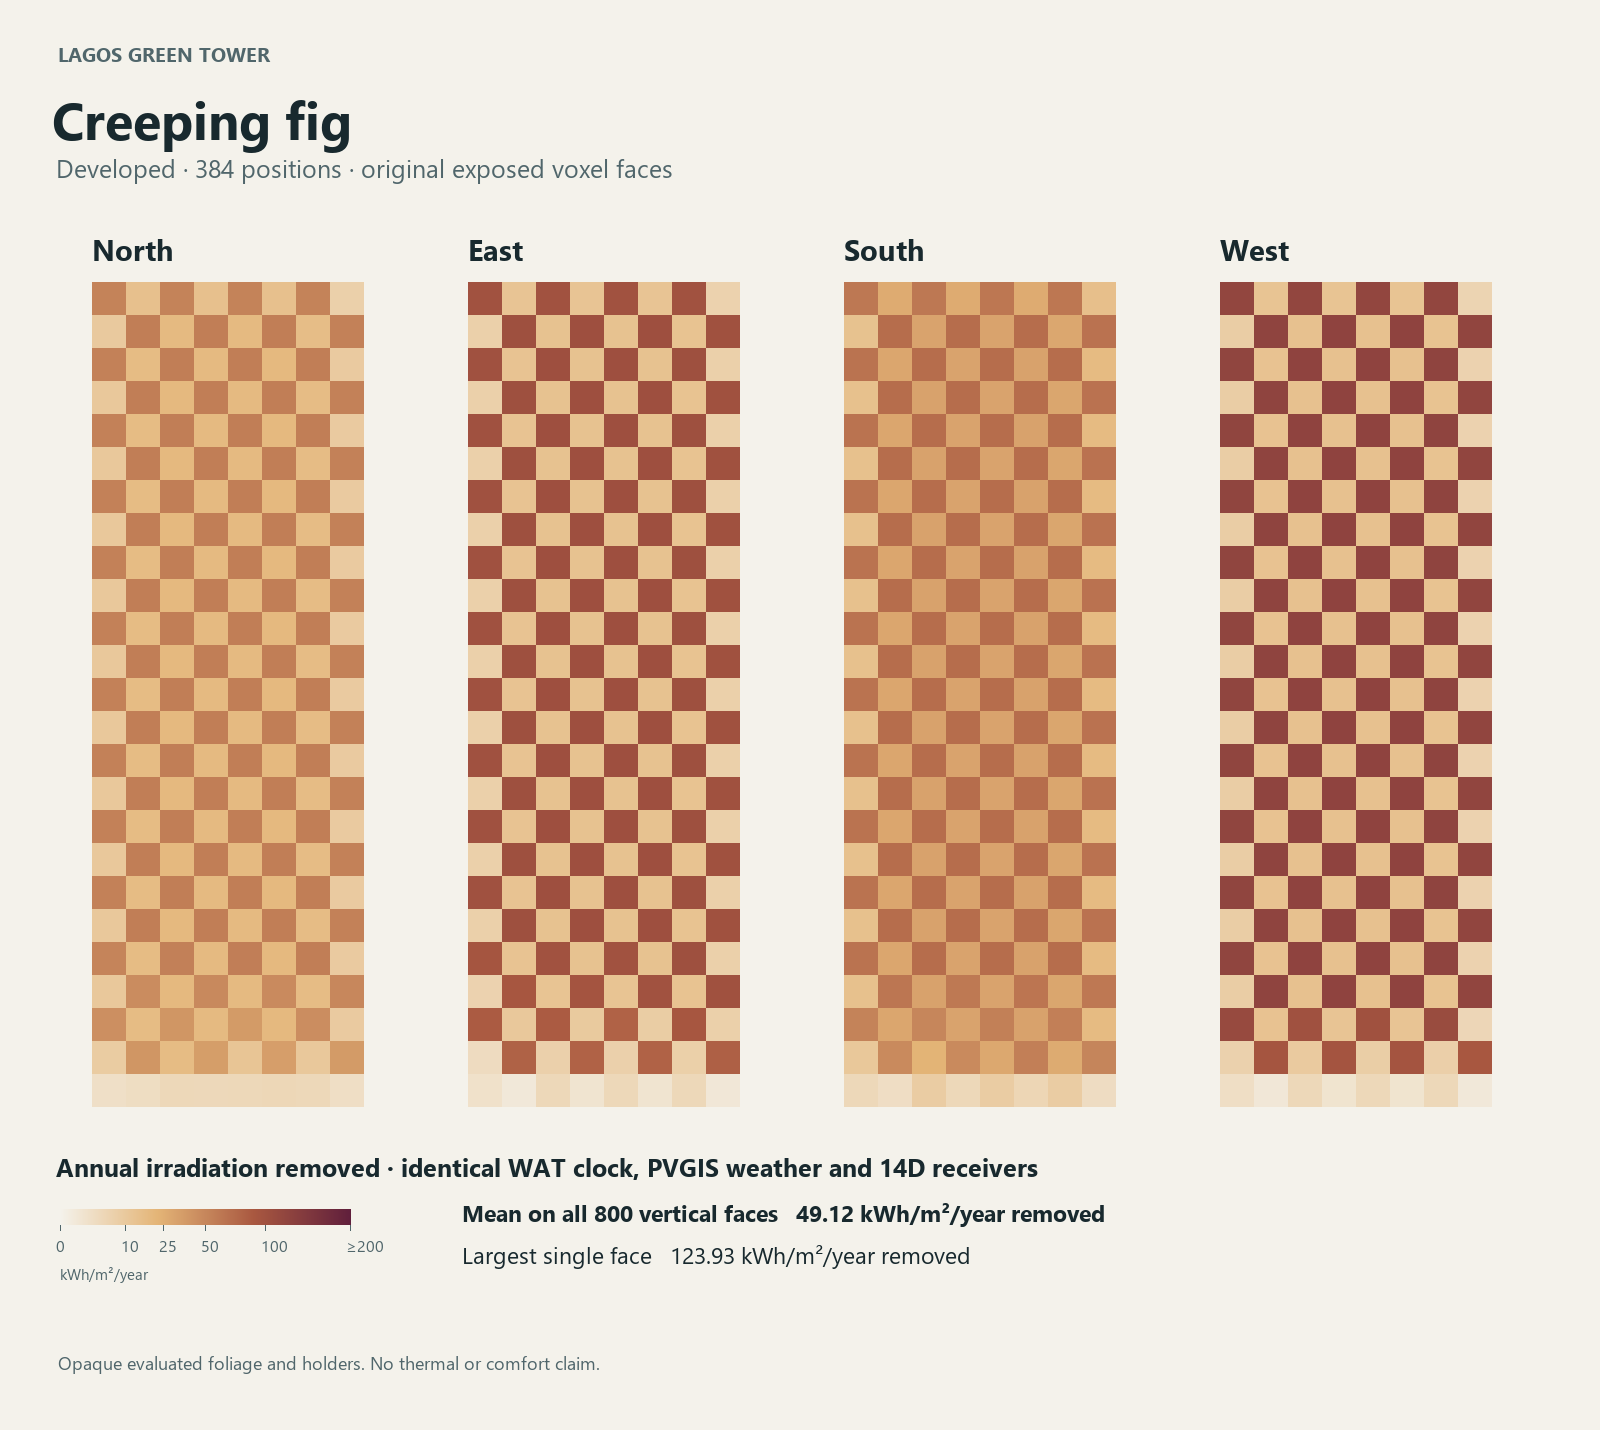 LAGOS GREEN TOWER
Creeping fig
Developed · 384 positions · original exposed voxel faces
North East South West
Annual irradiation removed · identical WAT clock, PVGIS weather and 14D receivers
Mean on all 800 vertical faces 49.12 kWh/m²/year removed
0 10 25 50 100 ≥200
Largest single face 123.93 kWh/m²/year removed
kWh/m²/year
Opaque evaluated foliage and holders. No thermal or comfort claim.